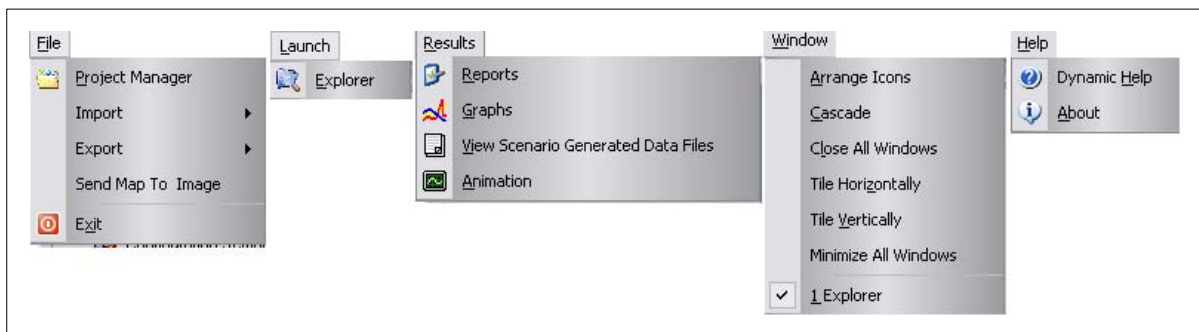 File
Project Manager
Import
Export
Send Map To Image
Exit
Launch
Explorer
Results
Reports
Graphs
View Scenario Generated Data Files
Animation
Window
Arrange Icons
Cascade
Close All Windows
Tile Horizontally
Tile Vertically
Minimize All Windows
1 Explorer
Help
Dynamic Help
About